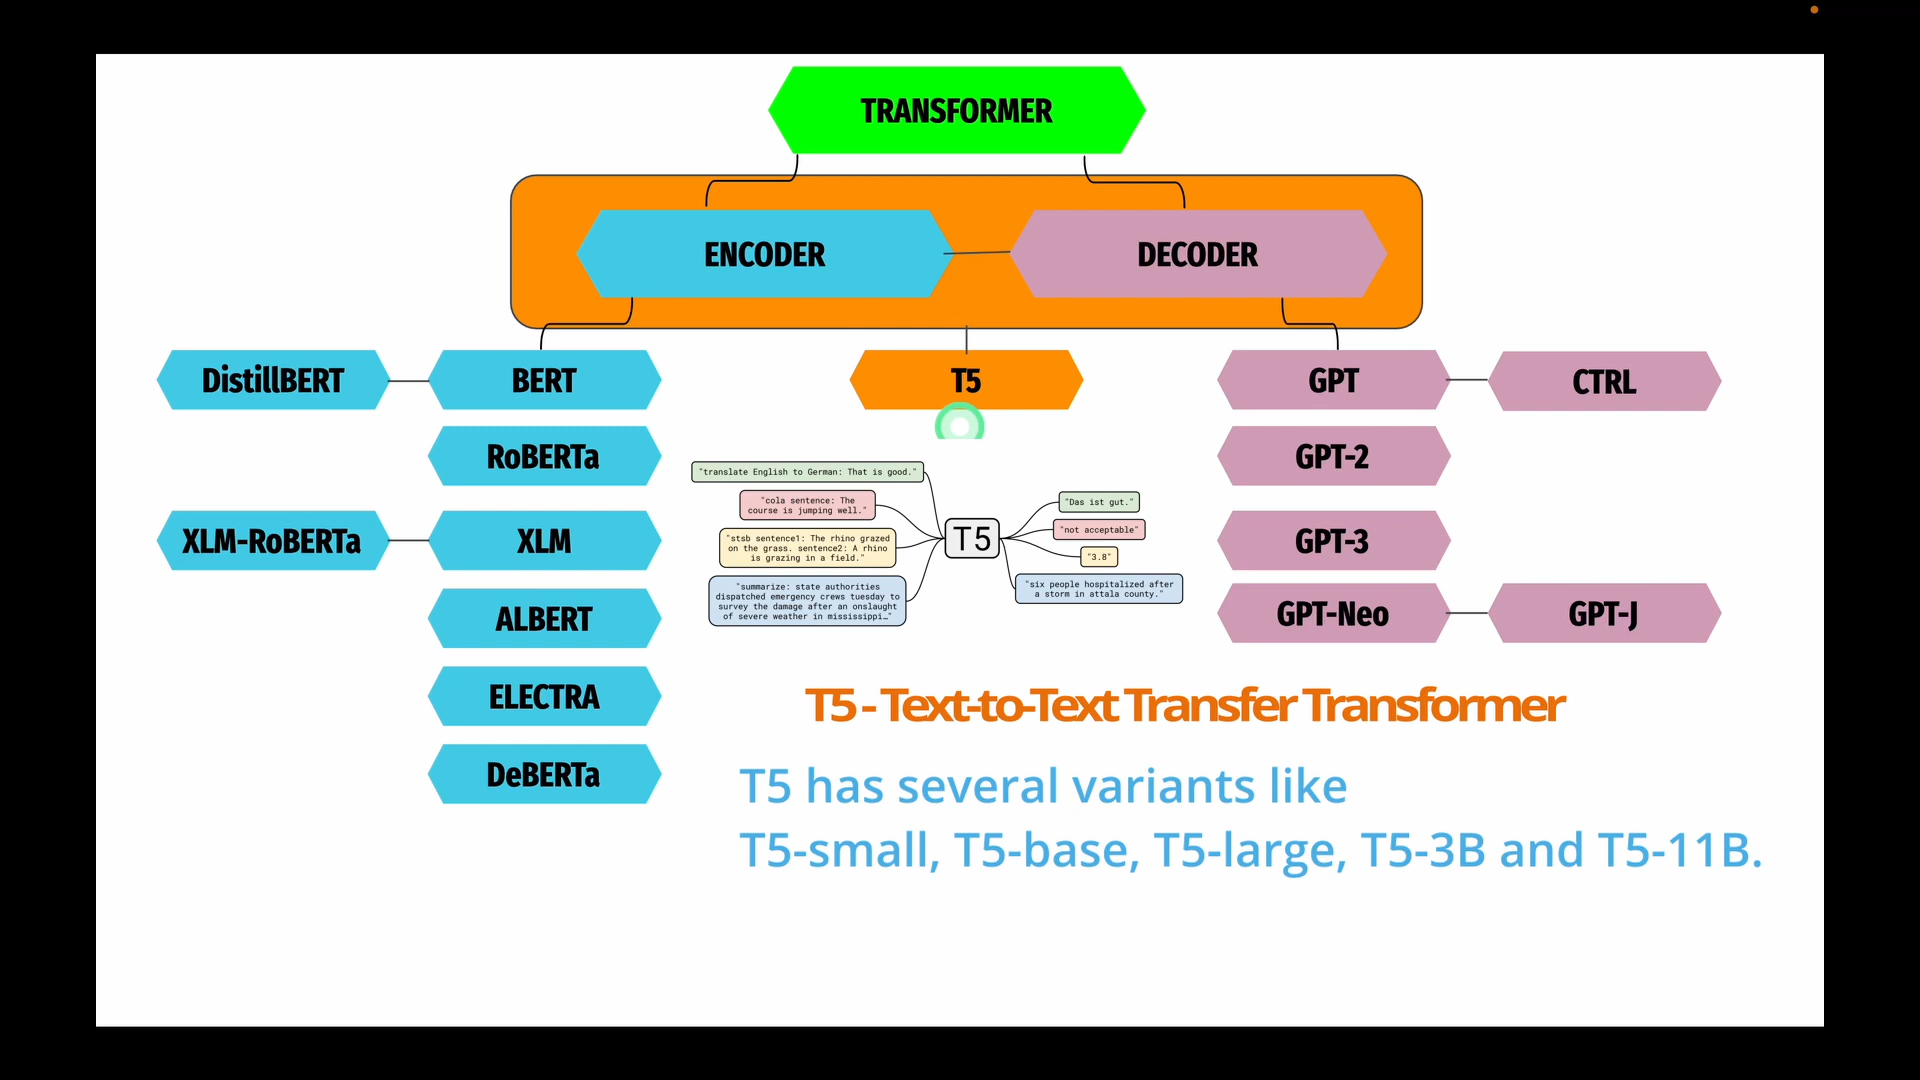 TRANSFORMER
ENCODER
DECODER
DistillBERT
BERT
T5
GPT
CTRL
RoBERTa
GPT-2
XLM-RoBERTa
XLM
GPT-3
ALBERT
GPT-Neo
GPT-J
ELECTRA
DeBERTa
"translate English to German: That is good."
"cola sentence: The
course is jumping well."
"stsb sentence1: The rhino grazed
on the grass. sentence2: A rhino
is grazing in a field."
"summarize: state authorities
dispatched emergency crews tuesday to
survey the damage after an onslaught
of severe weather in mississippi…"
T5
"Das ist gut."
"not acceptable"
"3.8"
"six people hospitalized after
a storm in attala county."
T5 - Text-to-Text Transfer Transformer
T5 has several variants like
T5-small, T5-base, T5-large, T5-3B and T5-11B.